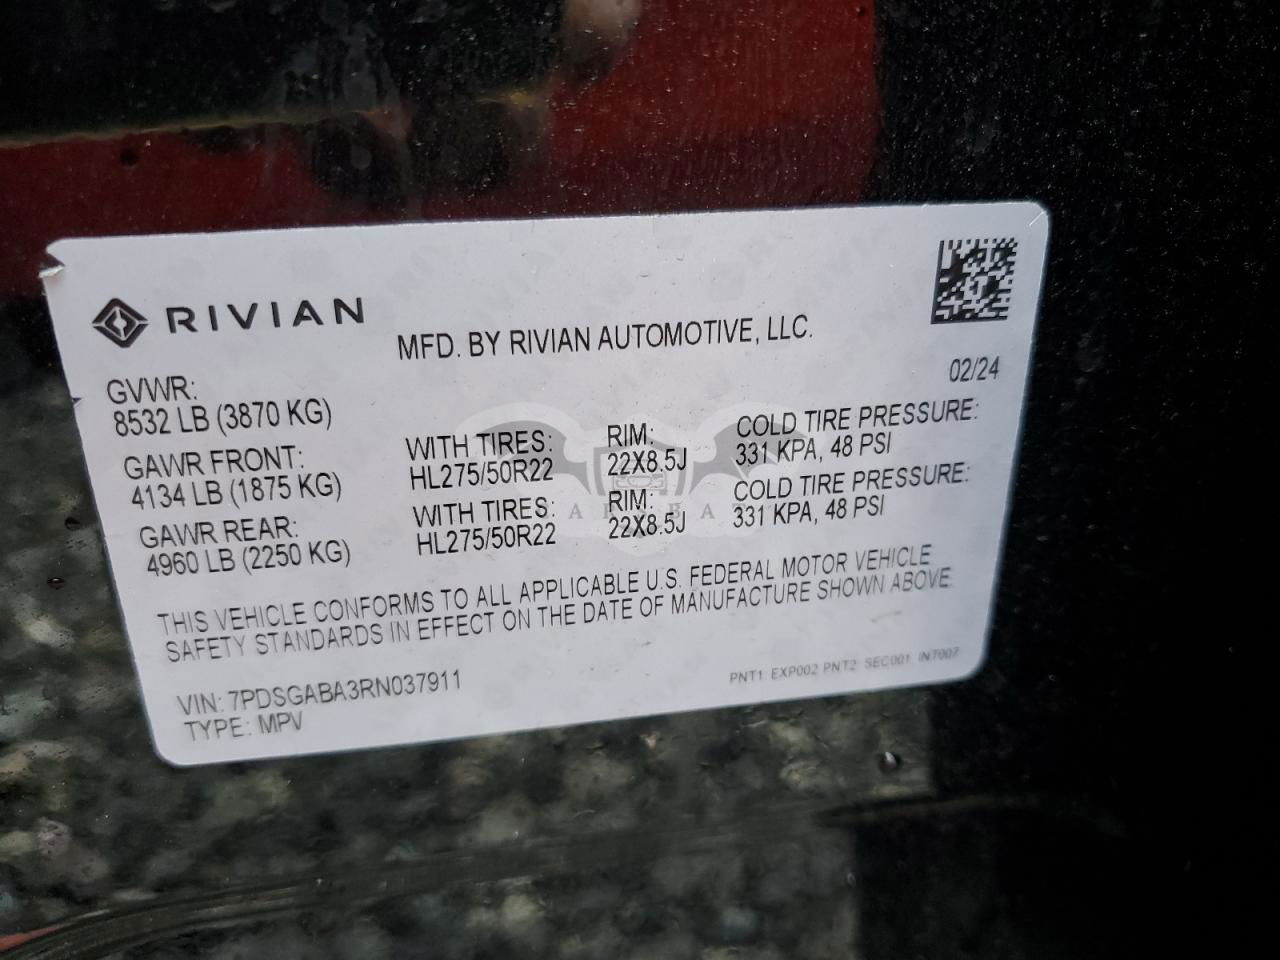 RIVIAN
MFD. BY RIVIAN AUTOMOTIVE, LLC.
02/24
GVWR:
8532 LB (3870 KG)
GAWR FRONT:
4134 LB (1875 KG)
WITH TIRES:
HL275/50R22
RIM:
22X8.5J
COLD TIRE PRESSURE:
331 KPA, 48 PSI
GAWR REAR:
4960 LB (2250 KG)
WITH TIRES:
HL275/50R22
RIM:
22X8.5J
COLD TIRE PRESSURE:
331 KPA, 48 PSI
THIS VEHICLE CONFORMS TO ALL APPLICABLE U.S. FEDERAL MOTOR VEHICLE
SAFETY STANDARDS IN EFFECT ON THE DATE OF MANUFACTURE SHOWN ABOVE.
VIN: 7PDSGABA3RN037911
TYPE: MPV
PNT1: EXP002 PNT2: SEC001 INT007